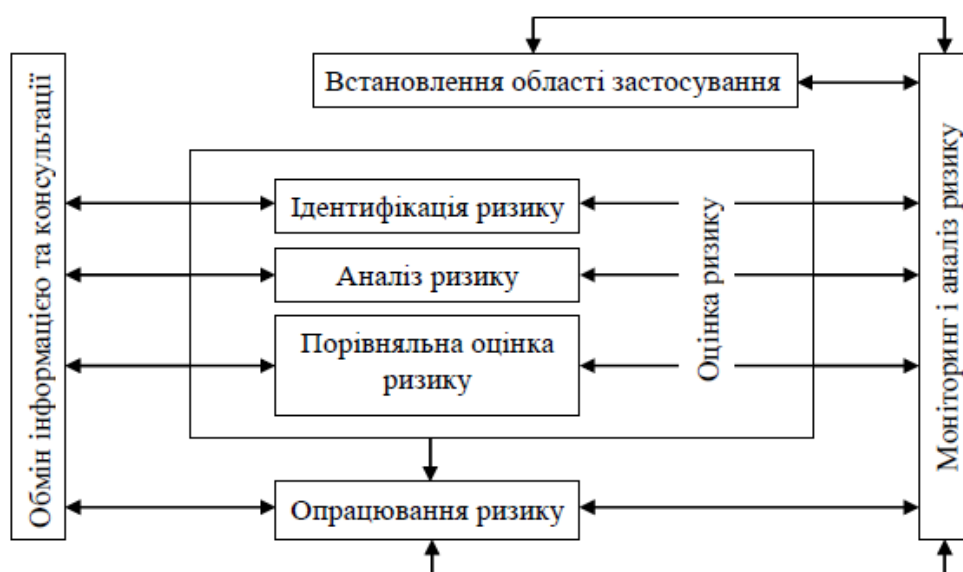 Обмін інформацією та консультації
Встановлення області застосування
Ідентифікація ризику
Аналіз ризику
Порівняльна оцінка
ризику
Оцінка ризику
Опрацювання ризику
Моніторинг і аналіз ризику